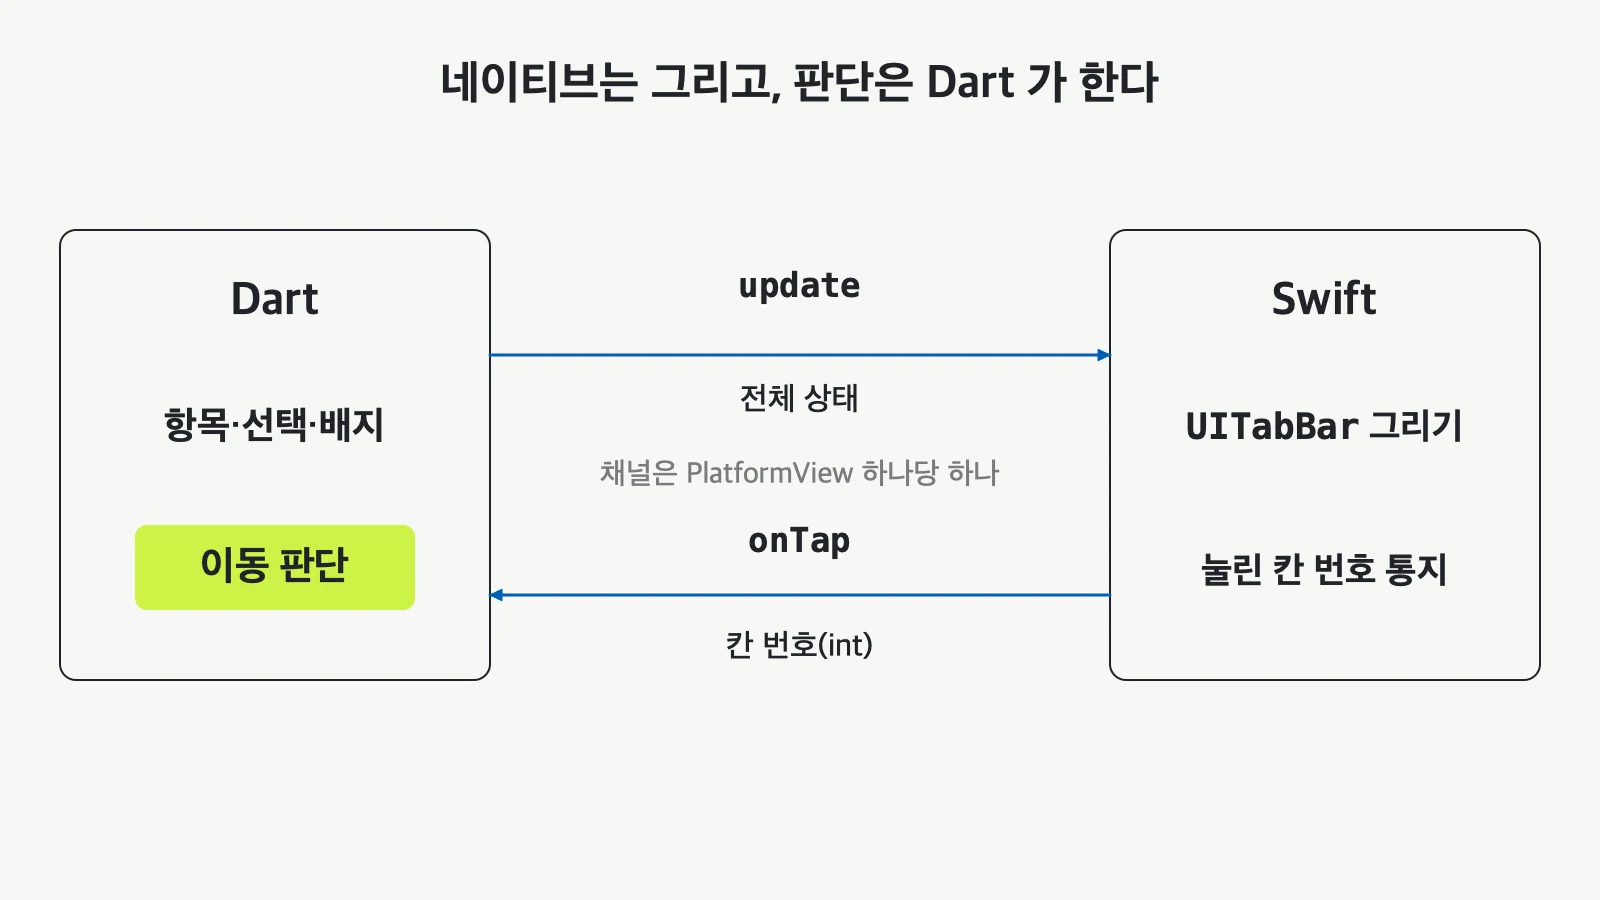 네이티브는 그리고, 판단은 Dart 가 한다
Dart
항목·선택·배지
이동 판단
update
전체 상태
채널은 PlatformView 하나당 하나
onTap
칸 번호(int)
Swift
UITabBar 그리기
눌린 칸 번호 통지